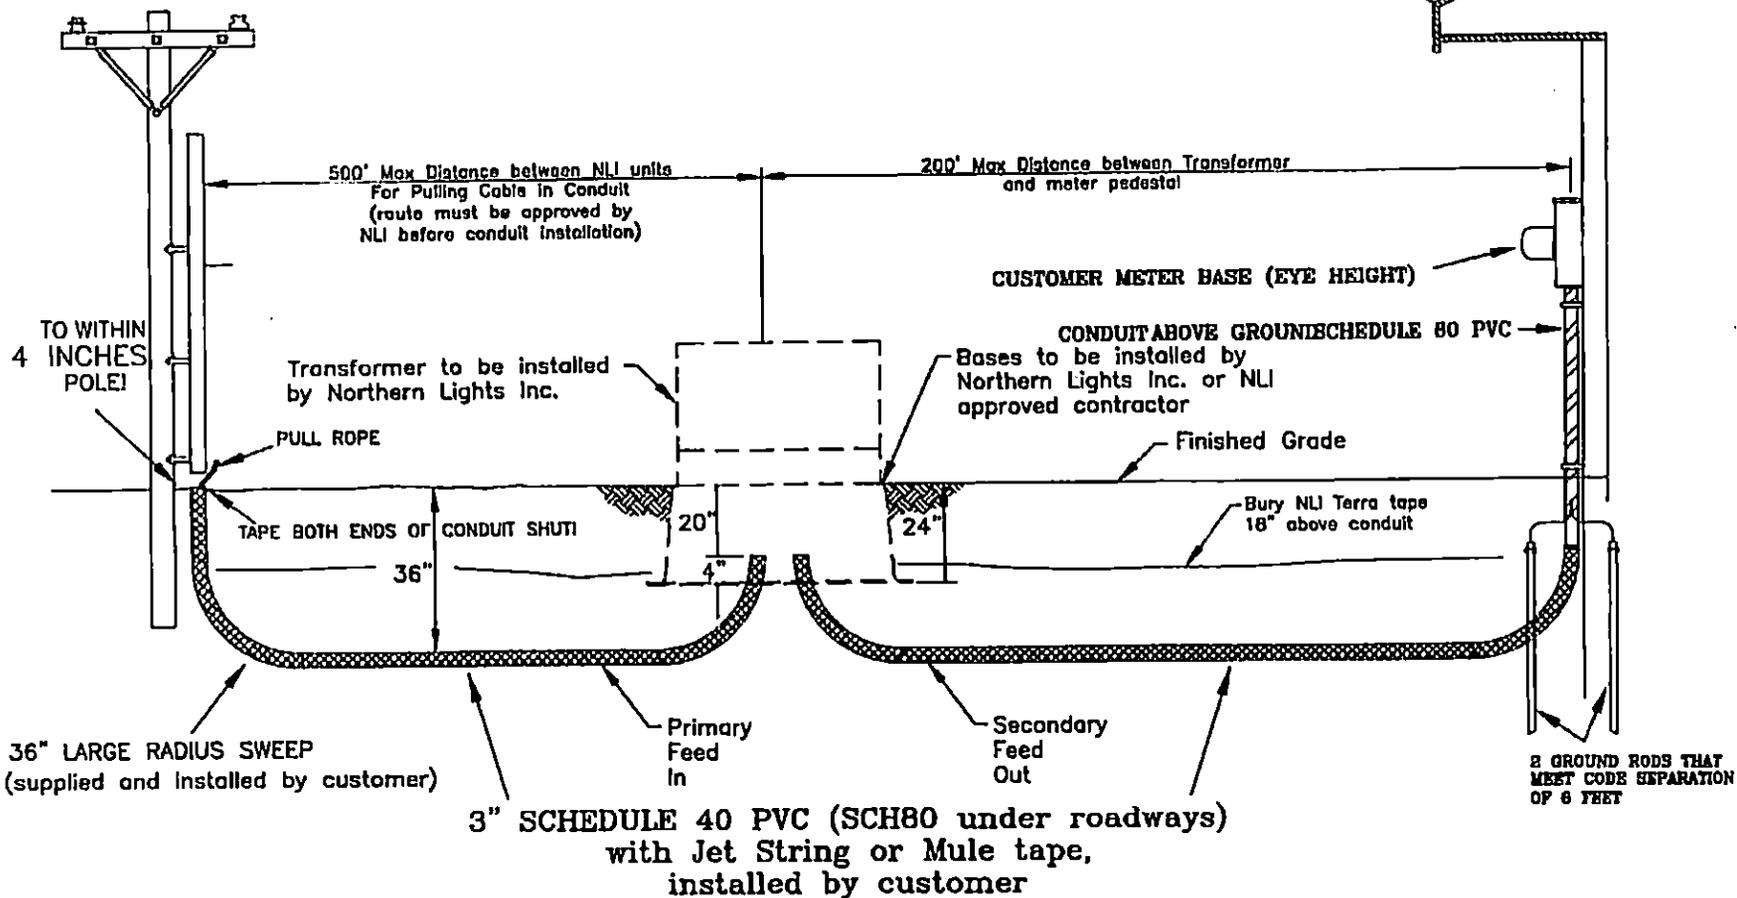 500' Max Distance between NLI units
For Pulling Cable in Conduit
(route must be approved by
NLI before conduit installation)
200' Max Distance between Transformer
and meter pedestal
CUSTOMER METER BASE (EYE HEIGHT)
CONDUIT ABOVE GROUNDSCHEDULE 80 PVC
TO WITHIN
4 INCHES
POLE!
Transformer to be installed
by Northern Lights Inc.
Bases to be installed by
Northern Lights Inc. or NLI
approved contractor
PULL ROPE
Finished Grade
TAPE BOTH ENDS OF CONDUIT SHUT!
20"
24"
Bury NLI Terra tape
18" above conduit
36"
4"
36" LARGE RADIUS SWEEP
(supplied and installed by customer)
Primary
Feed
In
Secondary
Feed
Out
2 GROUND RODS THAT
MEET CODE SEPARATION
OF 6 FEET
3" SCHEDULE 40 PVC (SCH80 under roadways)
with Jet String or Mule tape,
installed by customer